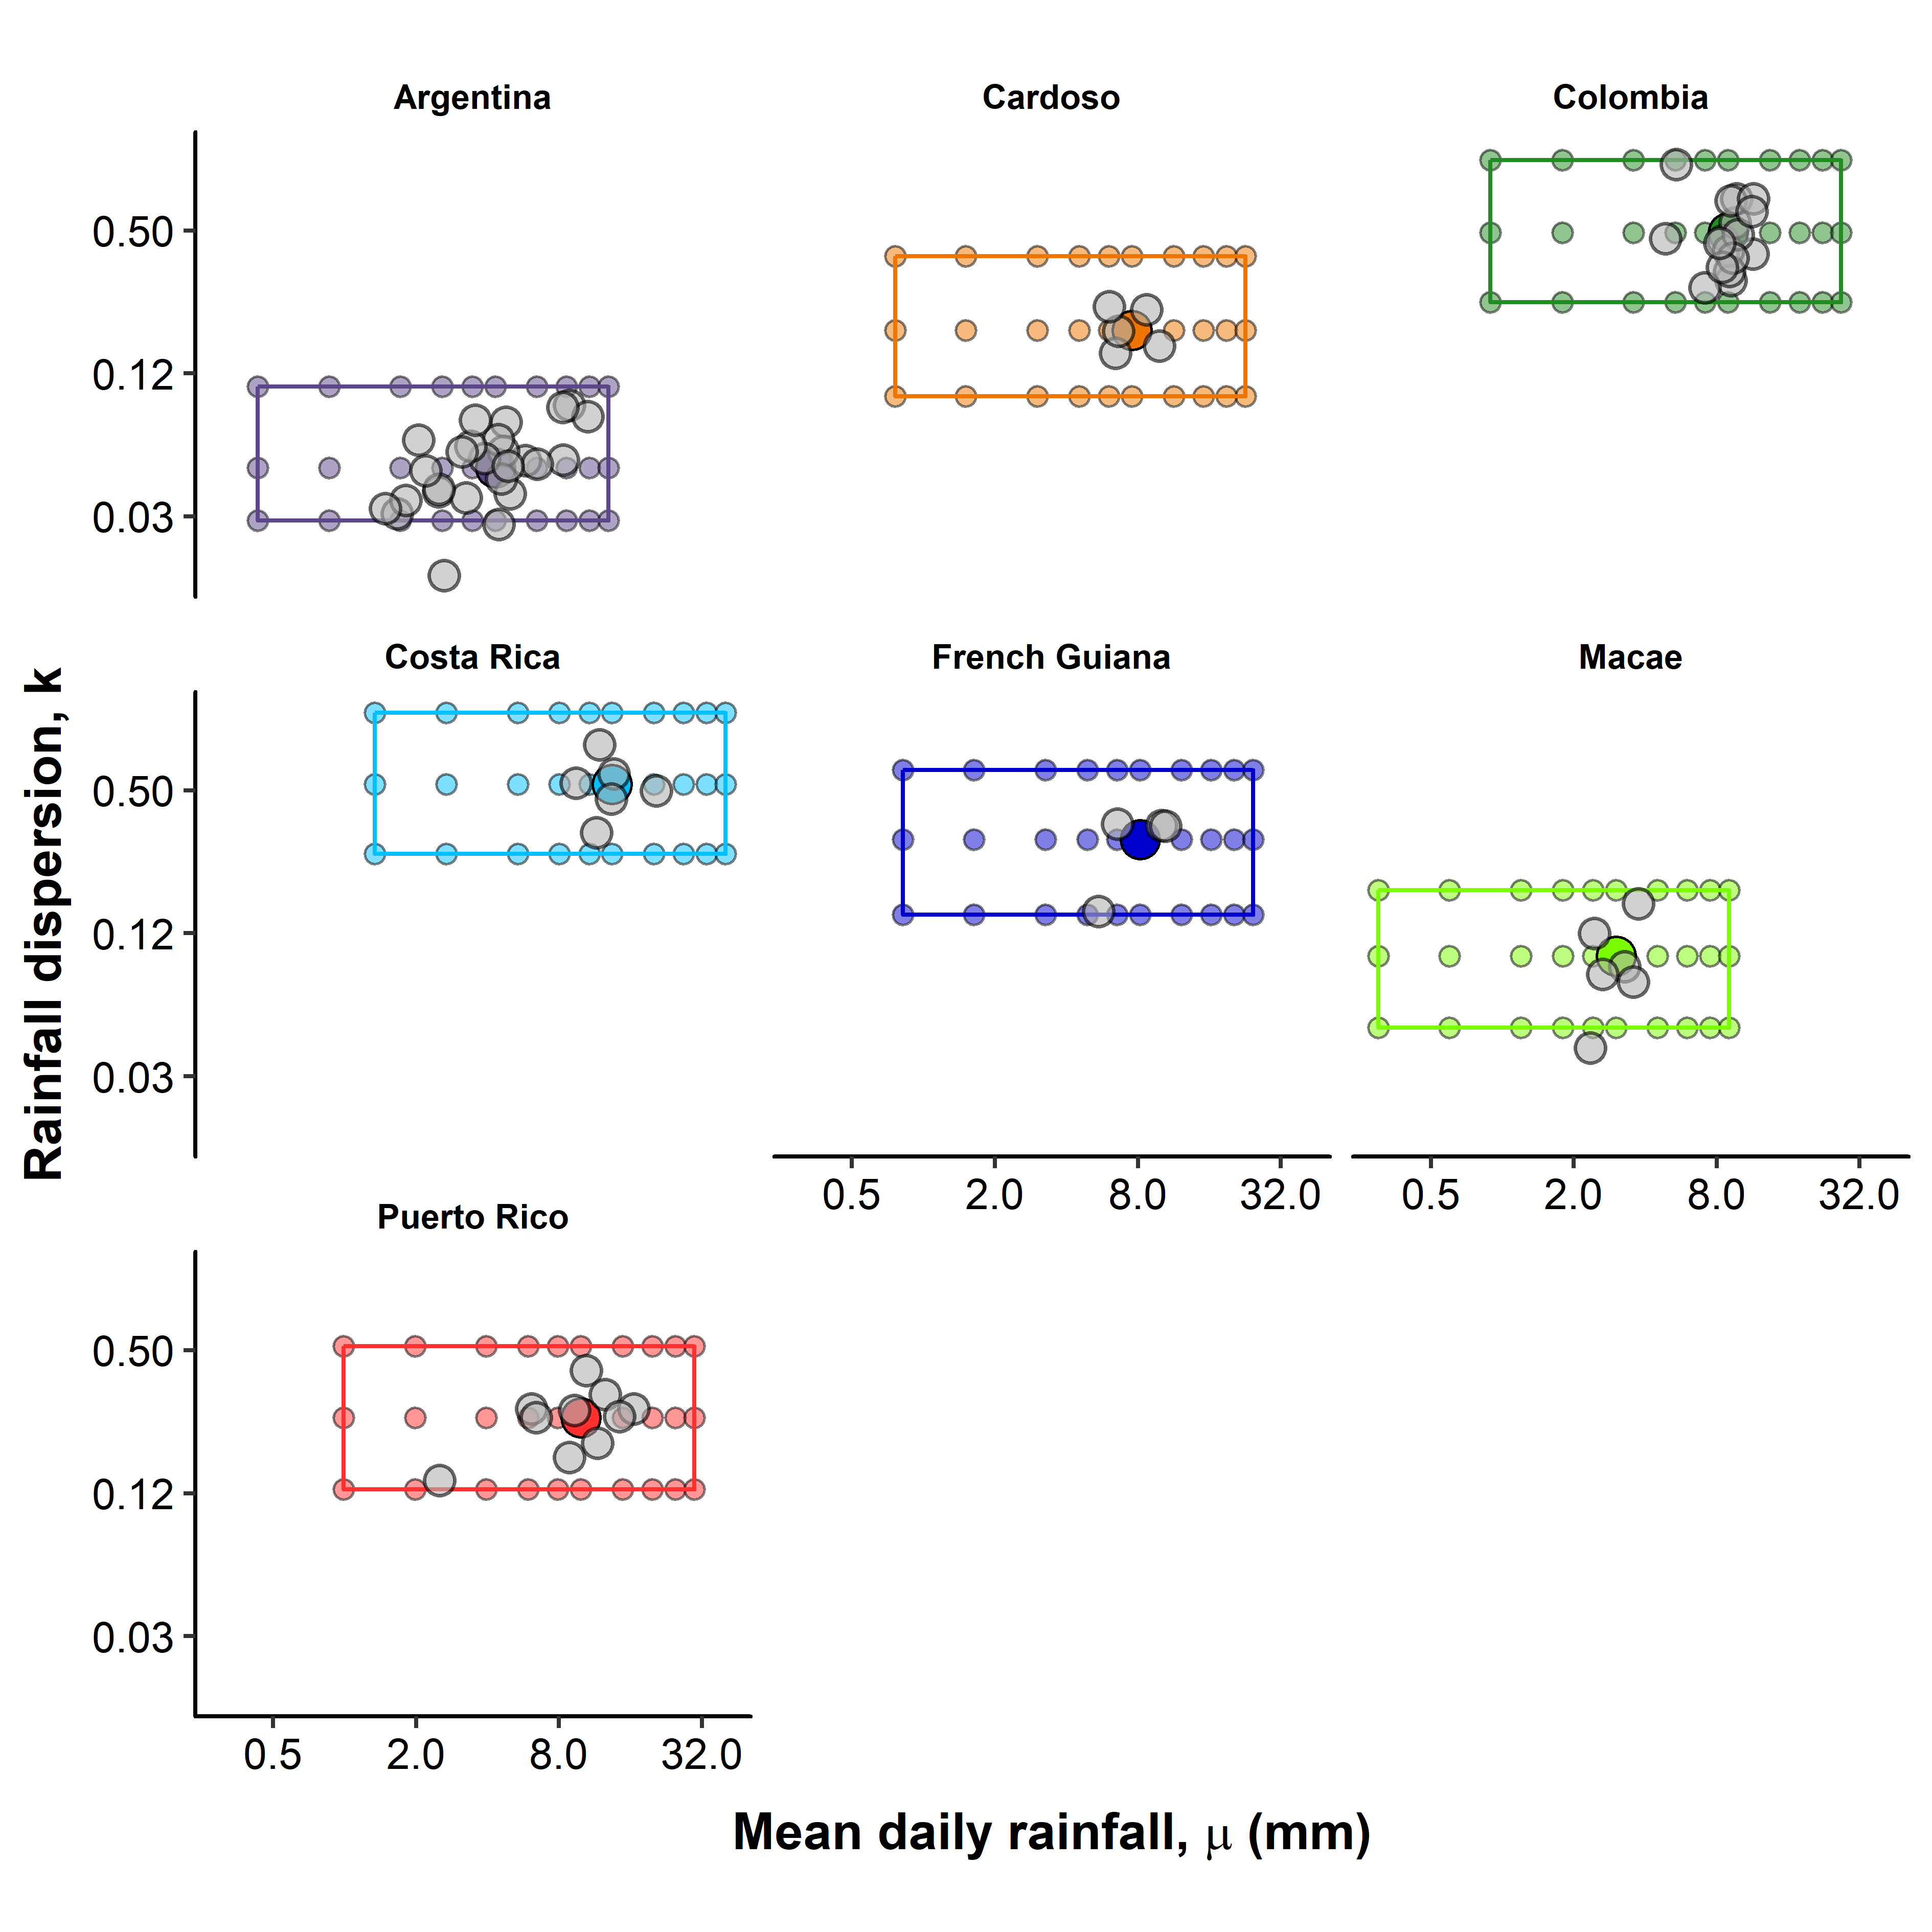 Argentina
Cardoso
Colombia
0.50
0.12
0.03
Costa Rica
French Guiana
Macae
0.50
0.12
0.03
0.5 2.0 8.0 32.0
0.5 2.0 8.0 32.0
Puerto Rico
0.50
0.12
0.03
0.5 2.0 8.0 32.0
Rainfall dispersion, k
Mean daily rainfall, μ (mm)